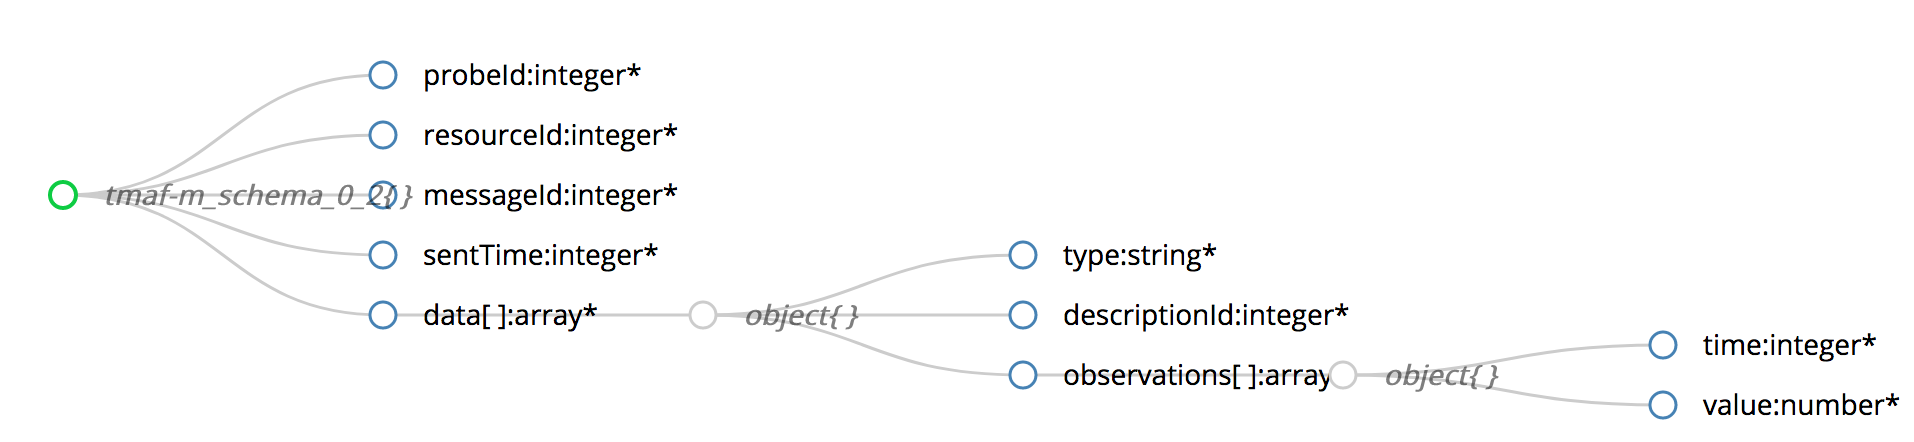 probeId:integer*
resourceId:integer*
tmaf-m_schema_0_2{ }
messageId:integer*
sentTime:integer*
type:string*
data[ ]:array*
object{ }
descriptionId:integer*
time:integer*
observations[ ]:array
object{ }
value:number*